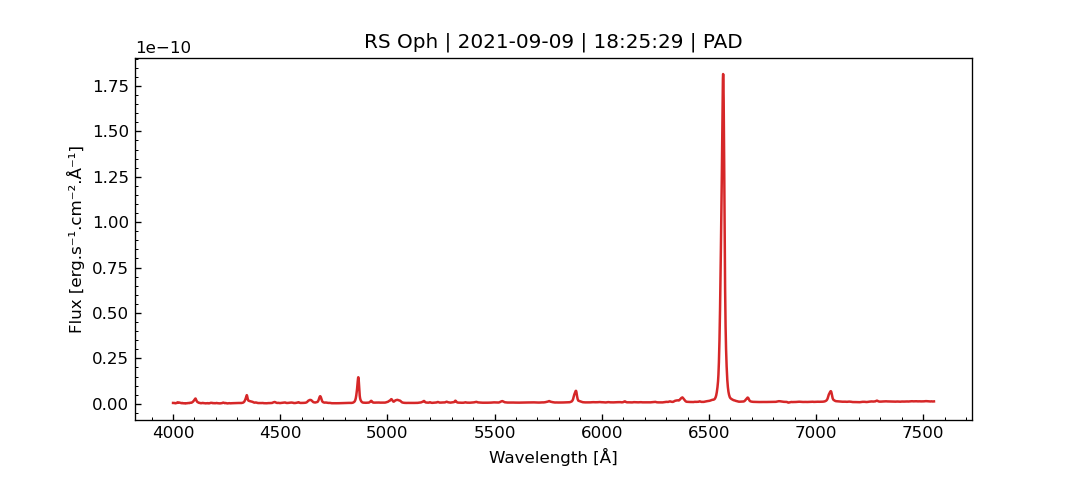 RS Oph | 2021-09-09 | 18:25:29 | PAD
1e−10
1.75
1.50
1.25
1.00
0.75
0.50
0.25
0.00
Flux [erg.s⁻¹.cm⁻².Å⁻¹]
4000 4500 5000 5500 6000 6500 7000 7500
Wavelength [Å]